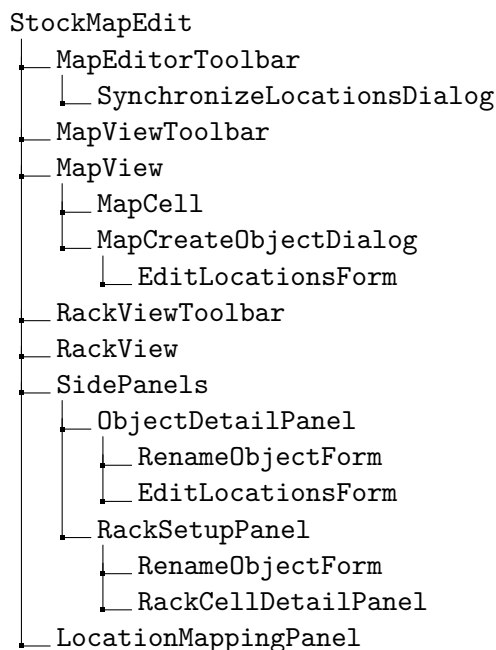 StockMapEdit
MapEditorToolbar
SynchronizeLocationsDialog
MapViewToolbar
MapView
MapCell
MapCreateObjectDialog
EditLocationsForm
RackViewToolbar
RackView
SidePanels
ObjectDetailPanel
RenameObjectForm
EditLocationsForm
RackSetupPanel
RenameObjectForm
RackCellDetailPanel
LocationMappingPanel